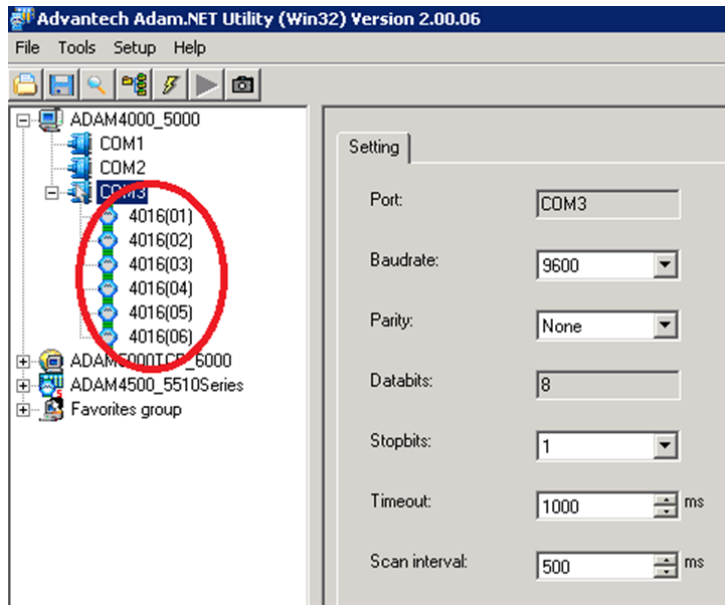 Advantech Adam.NET Utility (Win32) Version 2.00.06
File Tools Setup Help
ADAM4000_5000
COM1
COM2
COM3
4016(01)
4016(02)
4016(03)
4016(04)
4016(05)
4016(06)
ADAM5000TCP_6000
ADAM4500_5510Series
Favorites group
Setting
Port: COM3
Baudrate: 9600
Parity: None
Databits: 8
Stopbits: 1
Timeout: 1000 ms
Scan interval: 500 ms